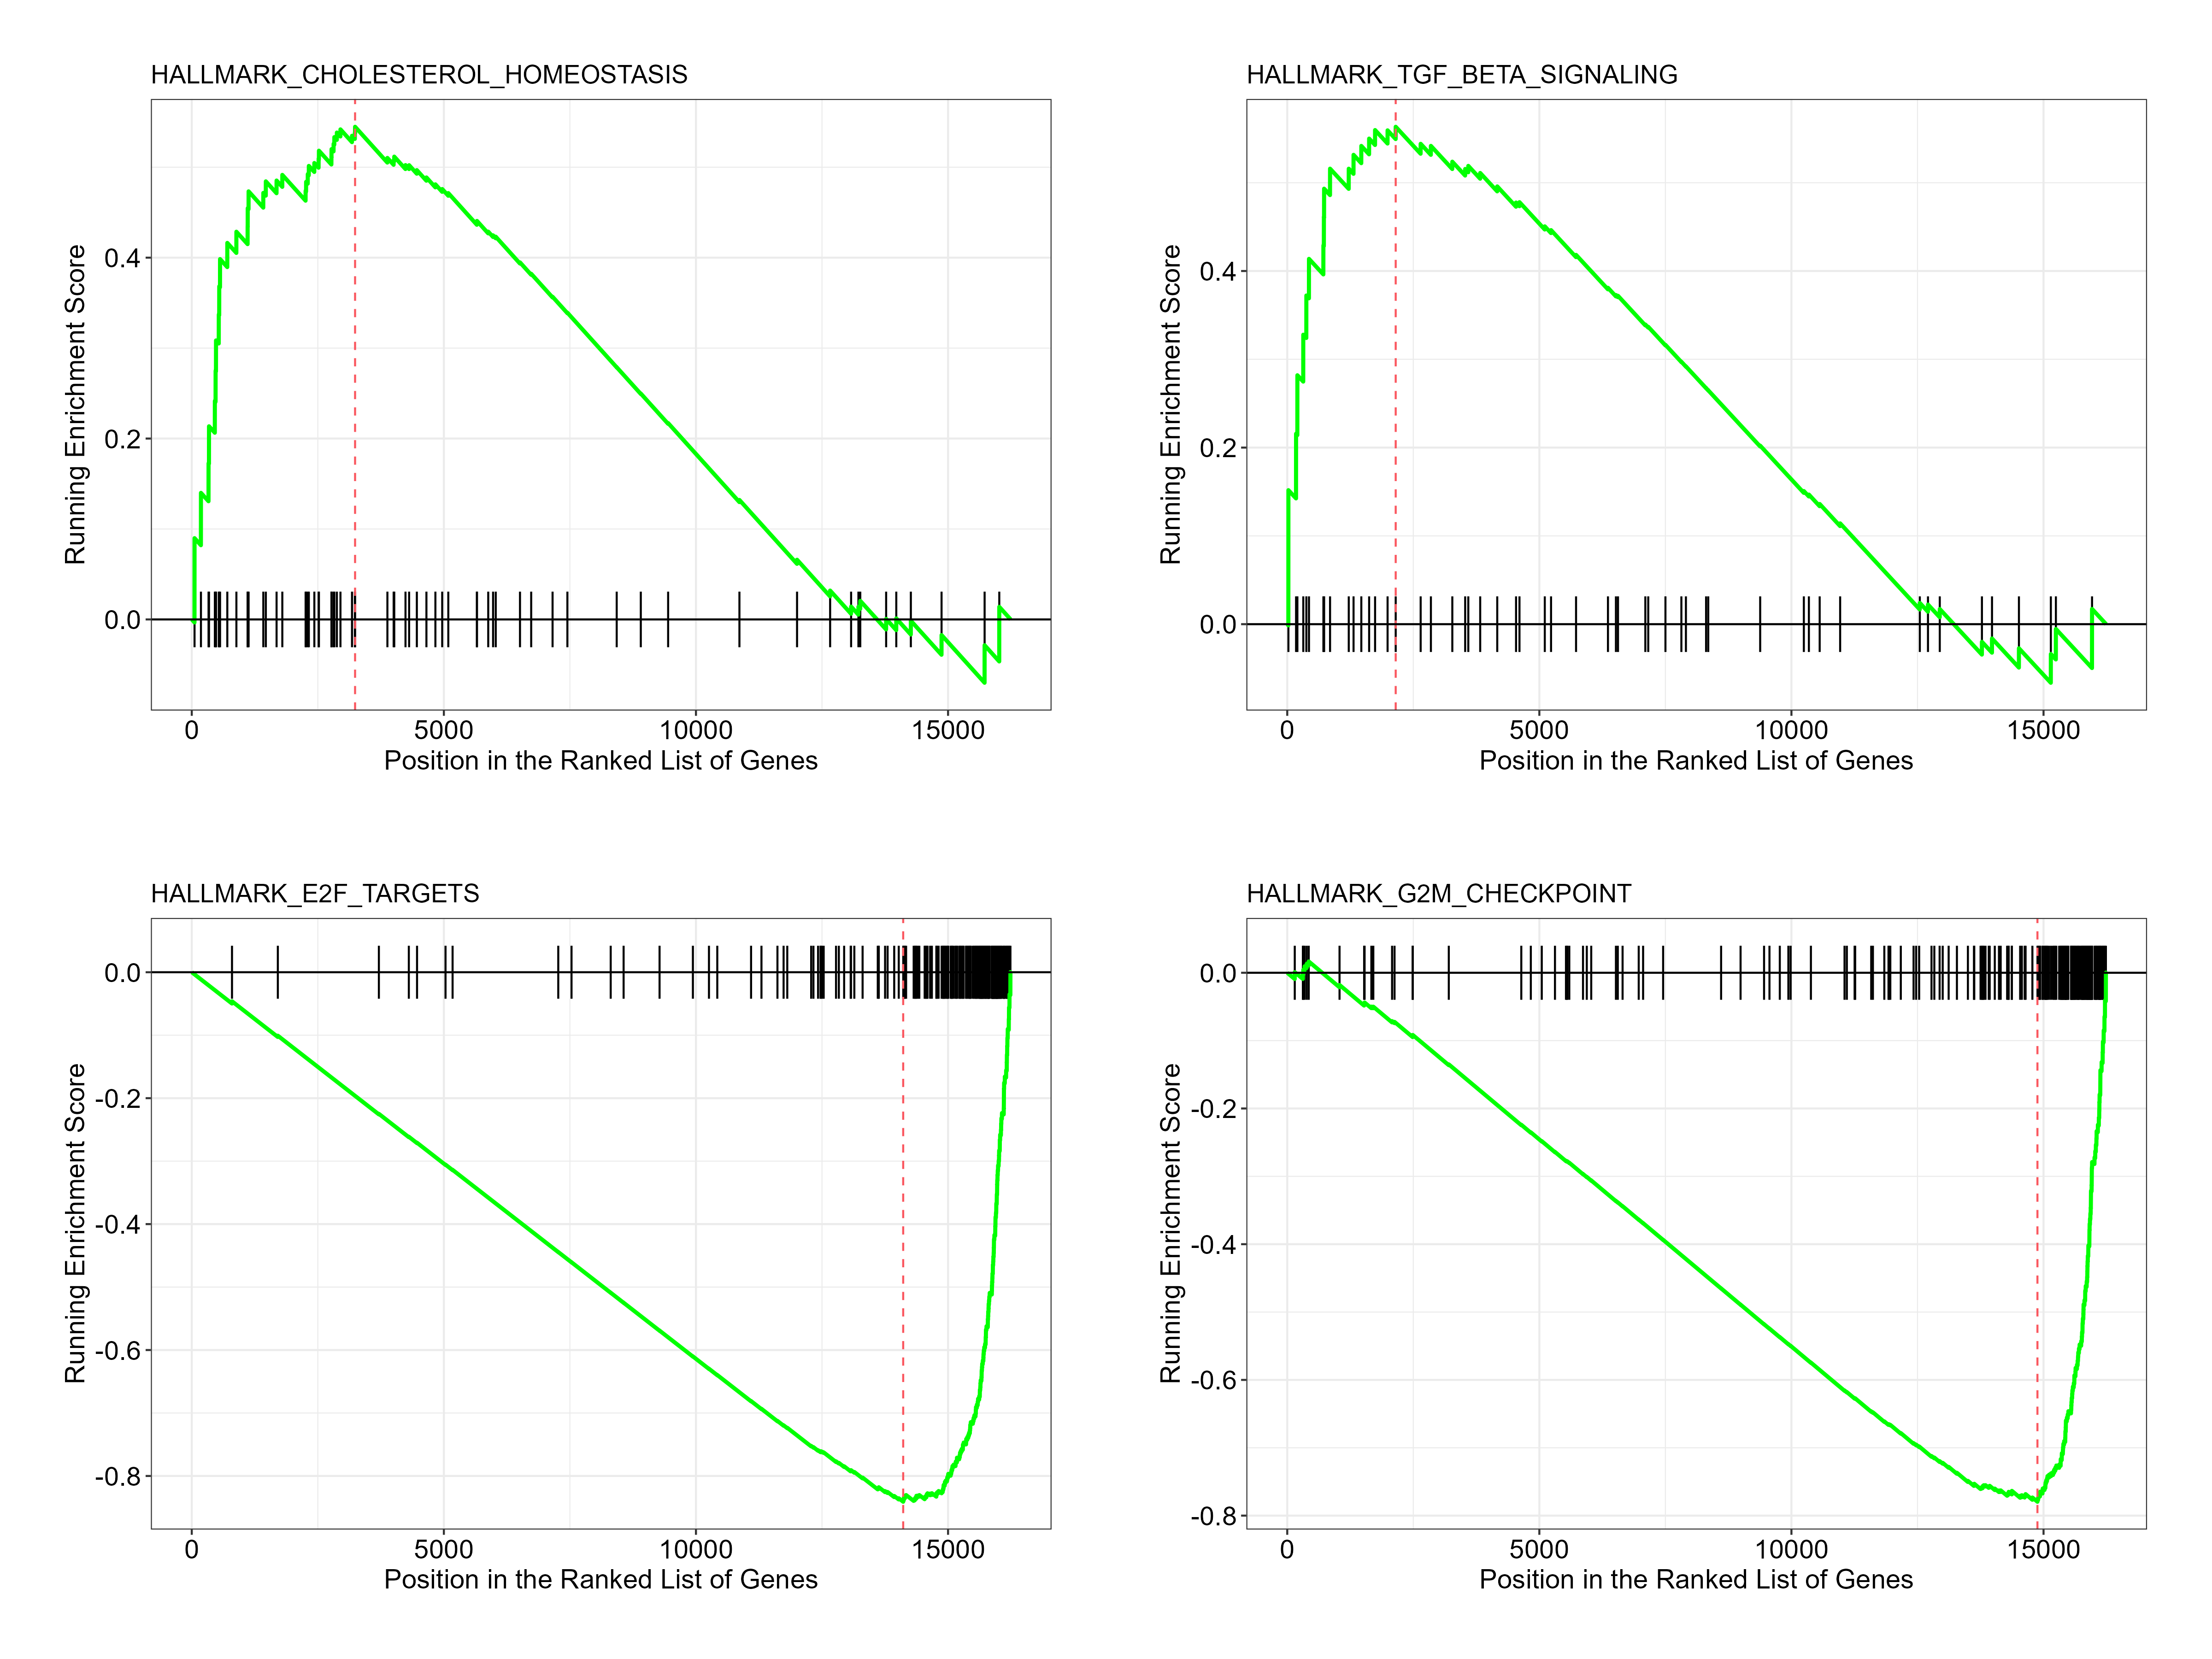 HALLMARK_CHOLESTEROL_HOMEOSTASIS
Running Enrichment Score
0.4
0.2
0.0
0 5000 10000 15000
Position in the Ranked List of Genes
HALLMARK_TGF_BETA_SIGNALING
Running Enrichment Score
0.4
0.2
0.0
0 5000 10000 15000
Position in the Ranked List of Genes
HALLMARK_E2F_TARGETS
Running Enrichment Score
0.0
-0.2
-0.4
-0.6
-0.8
0 5000 10000 15000
Position in the Ranked List of Genes
HALLMARK_G2M_CHECKPOINT
Running Enrichment Score
0.0
-0.2
-0.4
-0.6
-0.8
0 5000 10000 15000
Position in the Ranked List of Genes